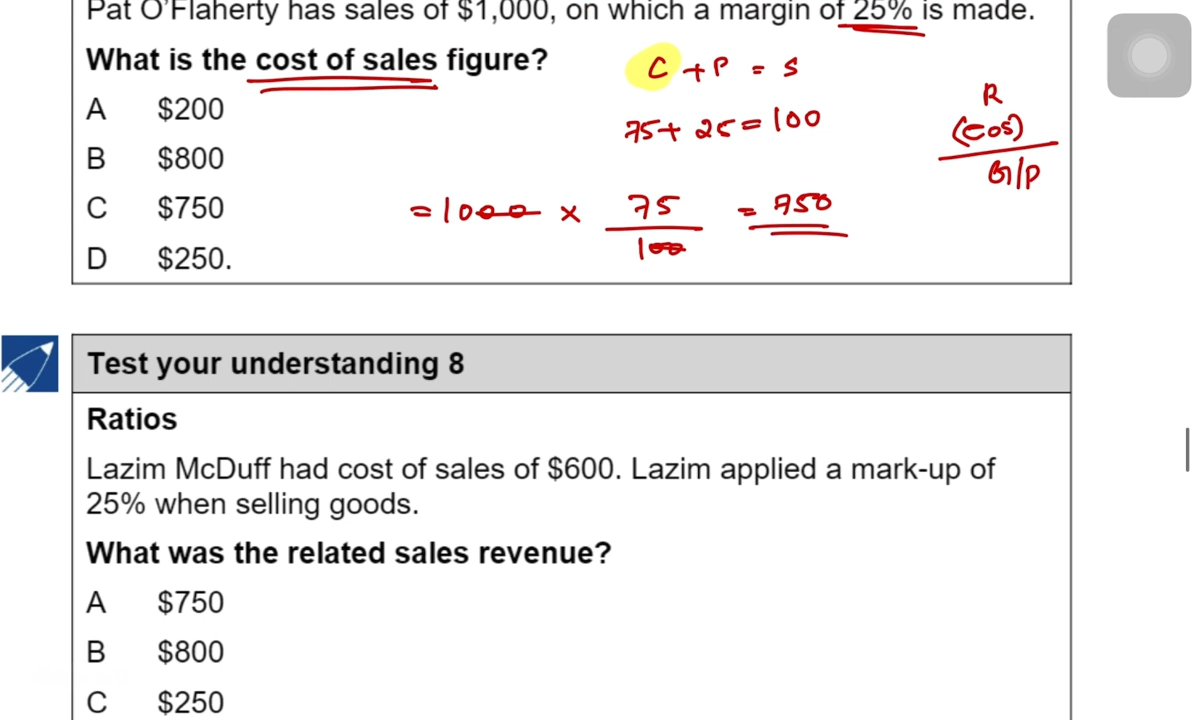 Pat O'Flaherty has sales of $1,000, on which a margin of 25% is made.
What is the cost of sales figure?
C + P = S
A $200
75 + 25 = 100
R
(COS)
G/P
B $800
C $750
= 1000 × 75/100 = 750
D $250.
Test your understanding 8
Ratios
Lazim McDuff had cost of sales of $600. Lazim applied a mark-up of
25% when selling goods.
What was the related sales revenue?
A $750
B $800
C $250